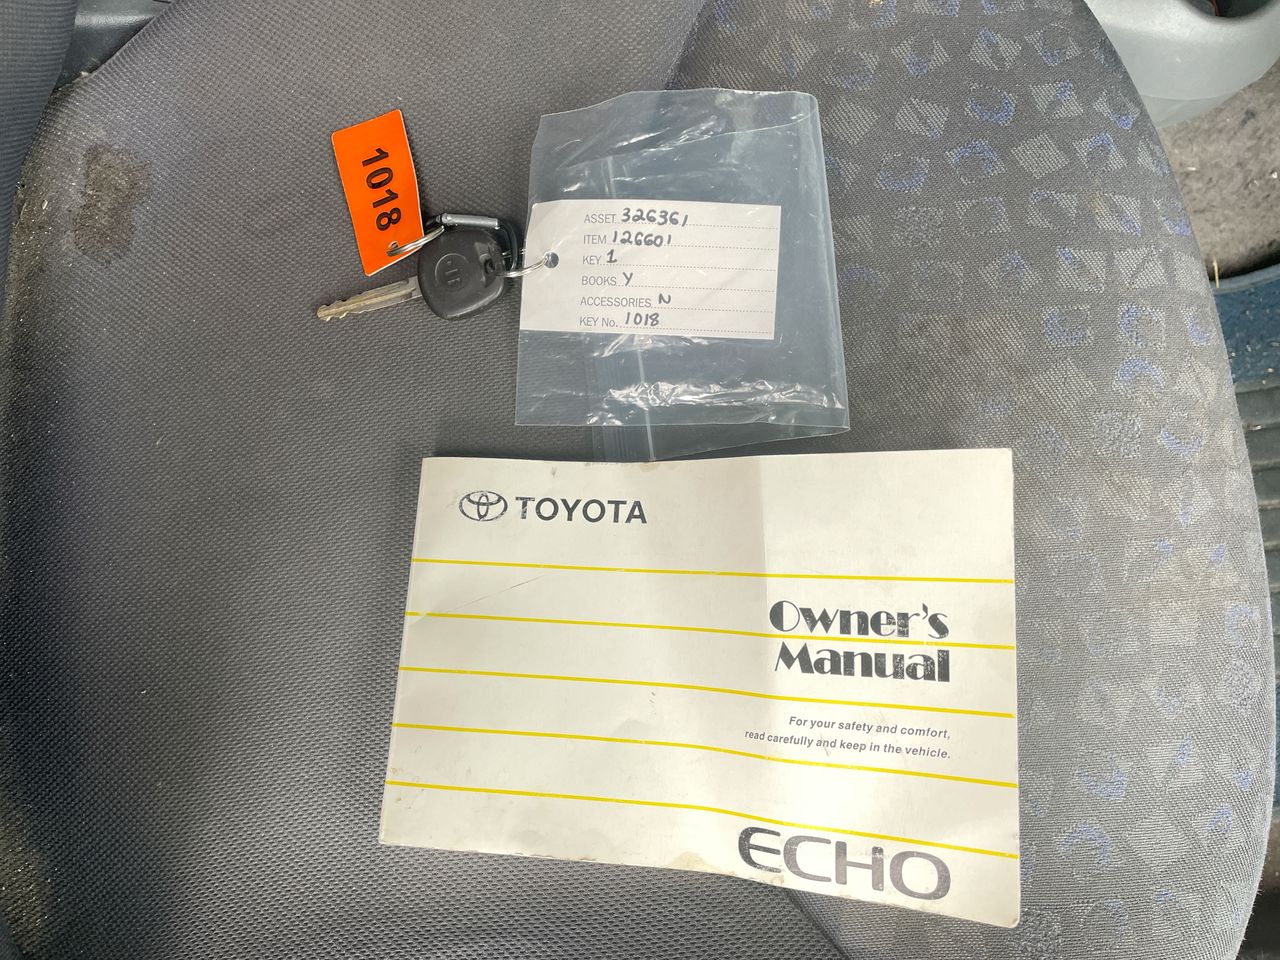 1018
ASSET 326361
ITEM 126601
KEY 1
BOOKS Y
ACCESSORIES N
KEY No. 1018
TOYOTA
Owner's
Manual
For your safety and comfort,
read carefully and keep in the vehicle.
ECHO